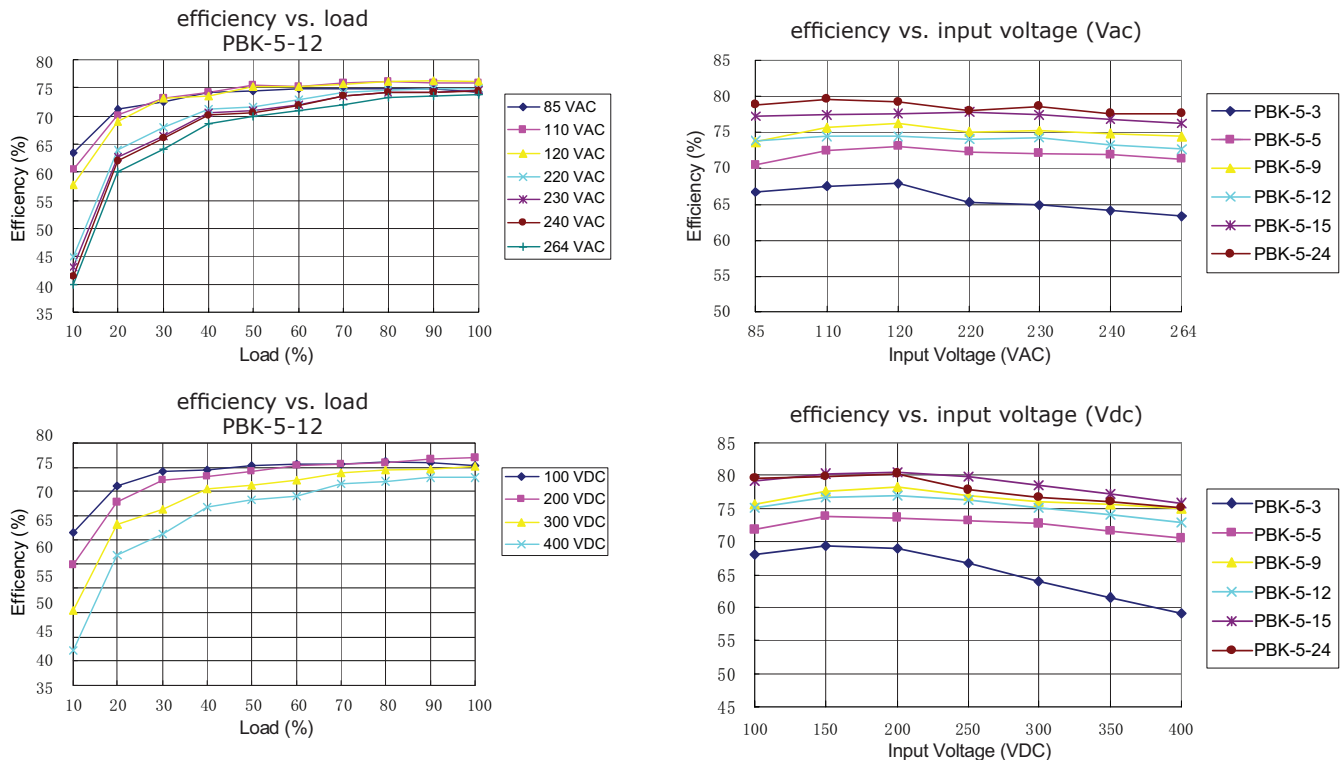 efficiency vs. load
PBK-5-12
80
75
70
65
60
55
50
45
40
35
Efficency (%)
10 20 30 40 50 60 70 80 90 100
Load (%)
85 VAC
110 VAC
120 VAC
220 VAC
230 VAC
240 VAC
264 VAC
efficiency vs. input voltage (Vac)
85
80
75
70
65
60
55
50
Efficiency (%)
85 110 120 220 230 240 264
Input Voltage (VAC)
PBK-5-3
PBK-5-5
PBK-5-9
PBK-5-12
PBK-5-15
PBK-5-24
efficiency vs. load
PBK-5-12
80
75
70
65
60
55
50
45
40
35
Efficency (%)
10 20 30 40 50 60 70 80 90 100
Load (%)
100 VDC
200 VDC
300 VDC
400 VDC
efficiency vs. input voltage (Vdc)
85
80
75
70
65
60
55
50
45
Efficiency (%)
100 150 200 250 300 350 400
Input Voltage (VDC)
PBK-5-3
PBK-5-5
PBK-5-9
PBK-5-12
PBK-5-15
PBK-5-24